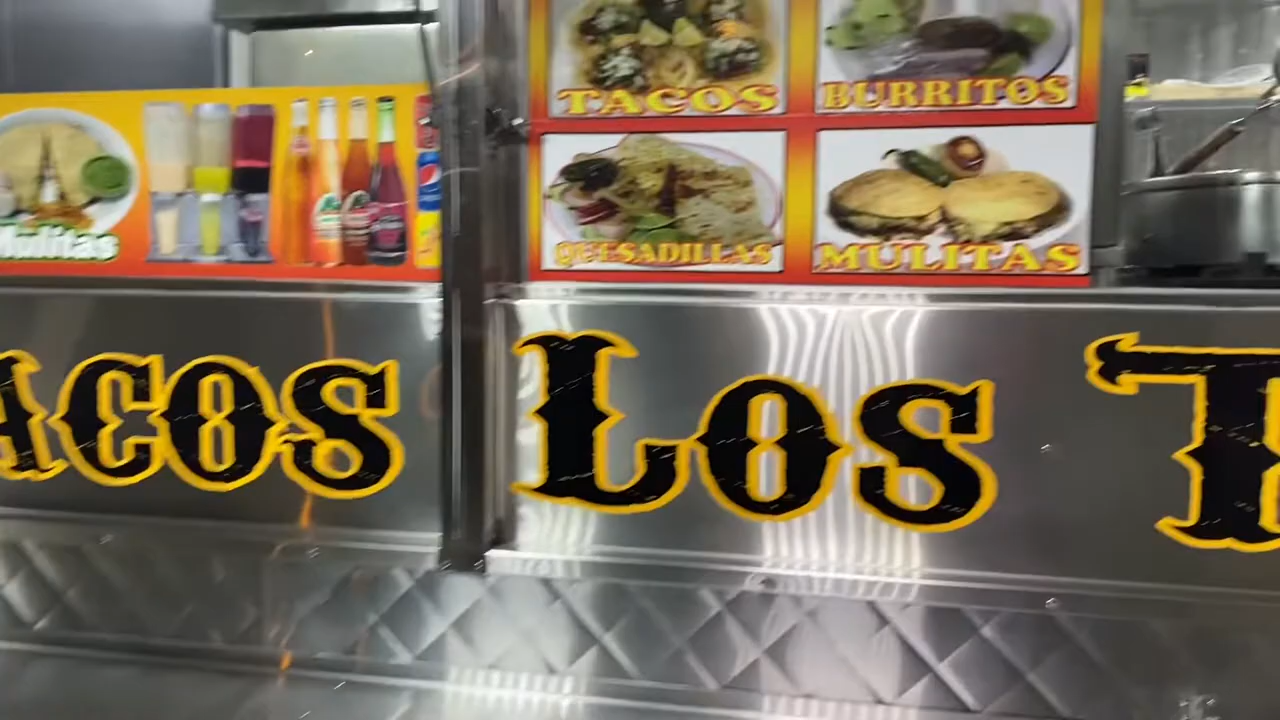 TACOS
BURRITOS
Mulitas
QUESADILLAS
MULITAS
ACOS LOS T